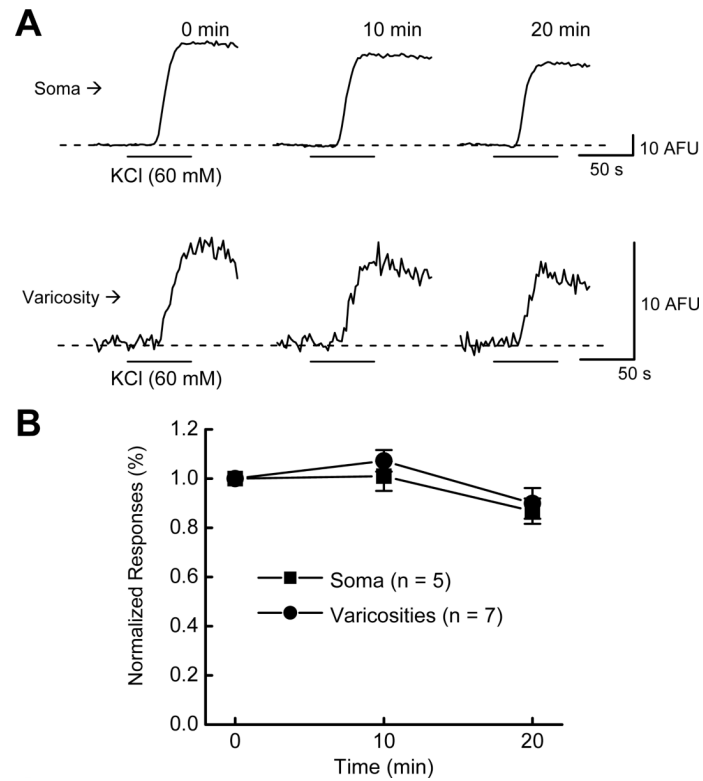 A
0 min 10 min 20 min
Soma →
10 AFU
50 s
KCl (60 mM)
Varicosity →
10 AFU
KCl (60 mM)
50 s
B
Normalized Responses (%)
1.2
1.0
0.8
0.6
0.4
0.2
0.0
Soma (n = 5)
Varicosities (n = 7)
0 10 20
Time (min)